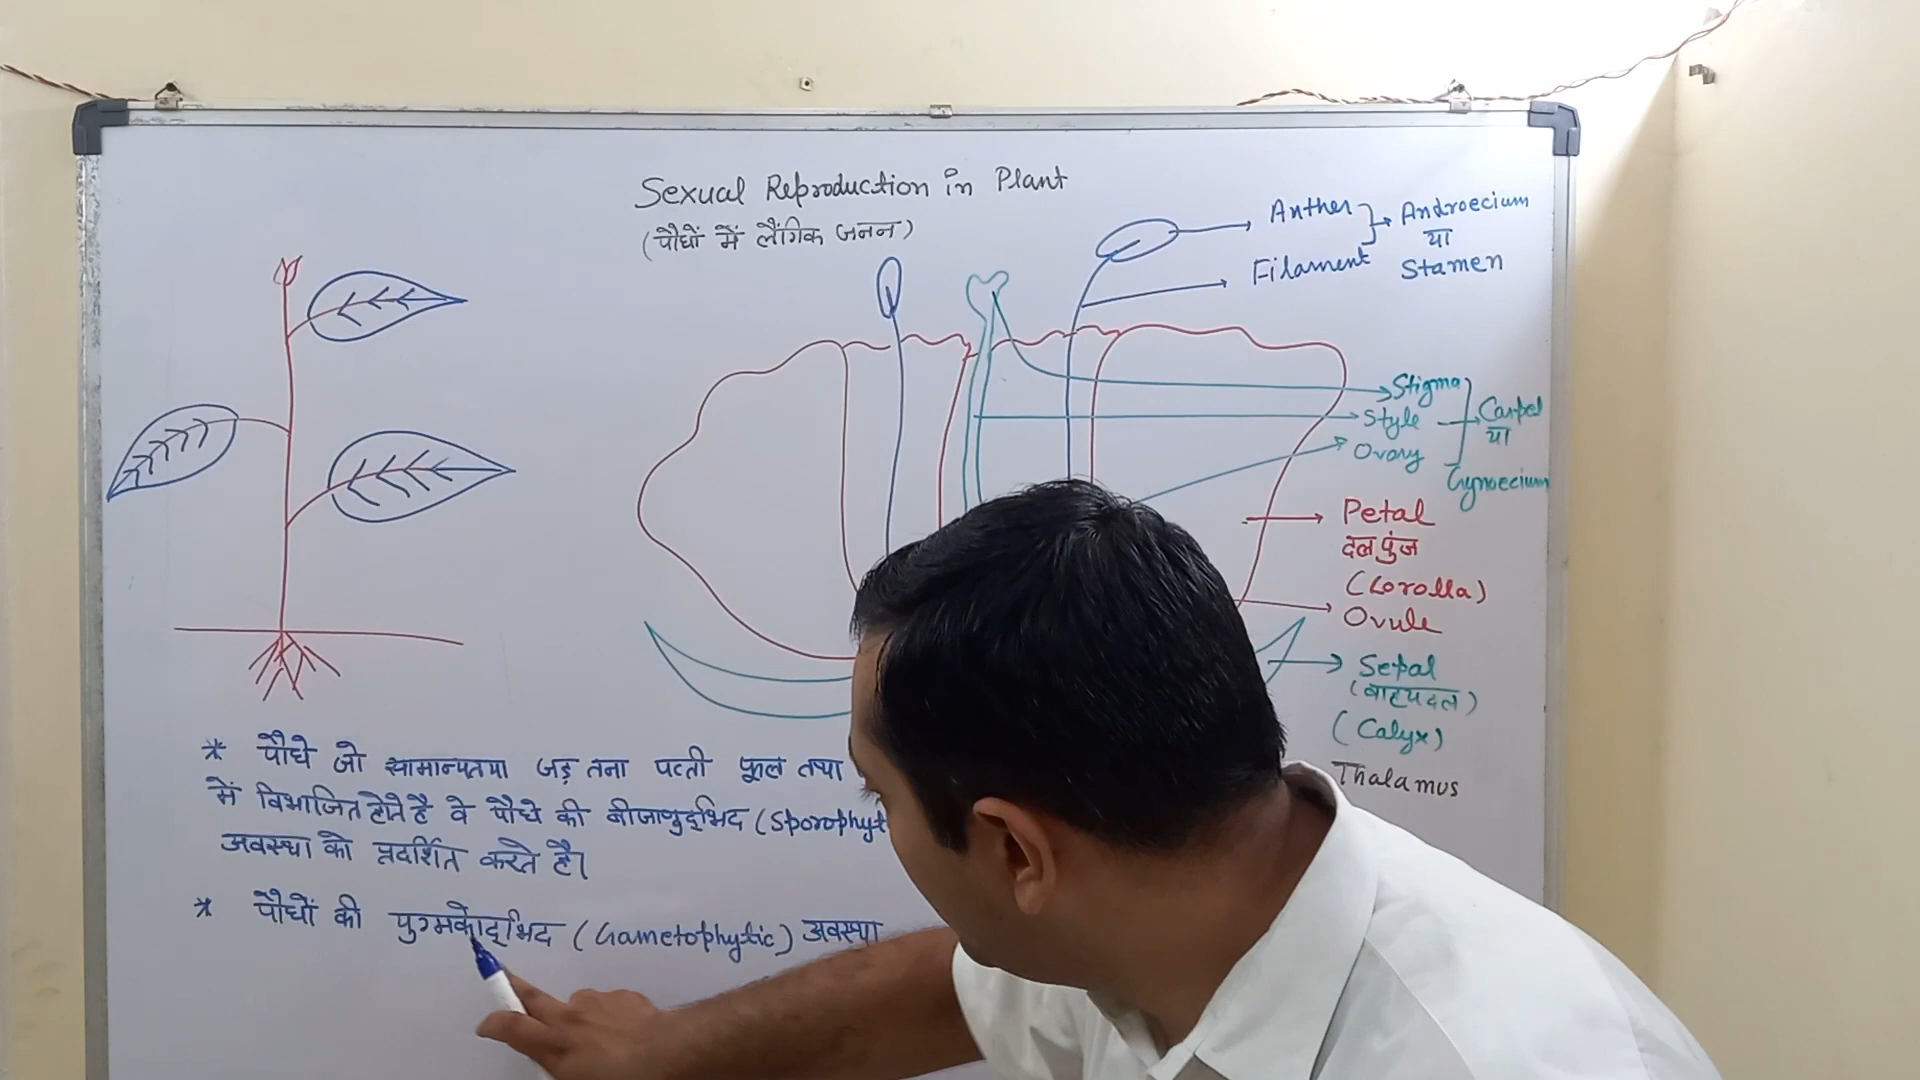 Sexual Reproduction in Plant
(पौधों में लैंगिक जनन)
Anther
Filament
Androecium
या
Stamen
Stigma
Style
Ovary
Carpel
या
Gynoecium
Petal
दलपुंज
(Corolla)
Ovule
Sepal
(बाह्यदल)
(Calyx)
Thalamus
* पौधे जो सामान्यतया जड़ तना पत्ती फूल तथा
में विभाजित होते है वे पौधे की बीजाणुद्भिद (Sporophyt
अवस्था को प्रदर्शित करते है।
* पौधों की युग्मकोद्भिद (Gametophytic) अवस्था